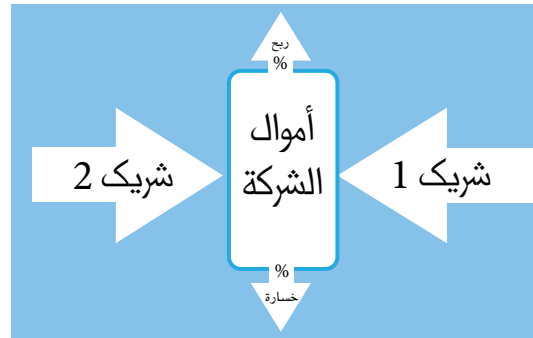 ربح
%
أموال
الشركة
شريك 1
شريك 2
%
خسارة